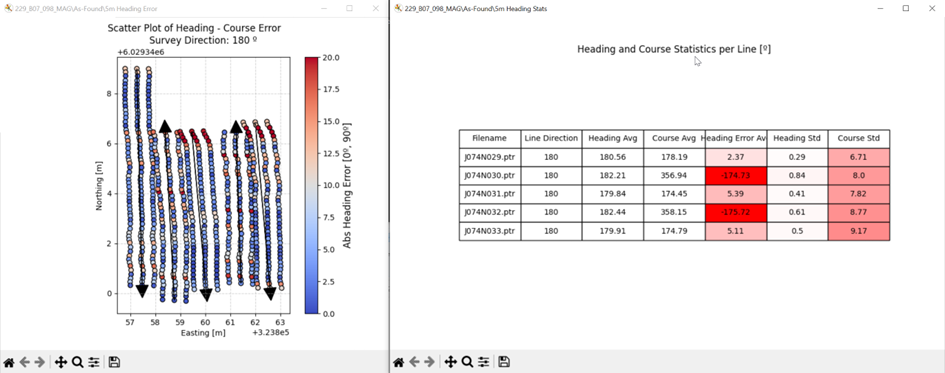 229_B07_098_MAG\As-Found\5m Heading Error
Scatter Plot of Heading - Course Error
Survey Direction: 180 º
+6.02934e6
8
6
4
2
0
Northing [m]
57 58 59 60 61 62 63
Easting [m]
+3.238e5
20.0
17.5
15.0
12.5
10.0
7.5
5.0
2.5
0.0
Abs Heading Error [0º, 90º]
229_B07_098_MAG\As-Found\5m Heading Stats
Heading and Course Statistics per Line [º]
Filename Line Direction Heading Avg Course Avg Heading Error Av Heading Std Course Std
J074N029.ptr 180 180.56 178.19 2.37 0.29 6.71
J074N030.ptr 180 182.21 356.94 -174.73 0.84 8.0
J074N031.ptr 180 179.84 174.45 5.39 0.41 7.82
J074N032.ptr 180 182.44 358.15 -175.72 0.61 8.77
J074N033.ptr 180 179.91 174.79 5.11 0.5 9.17